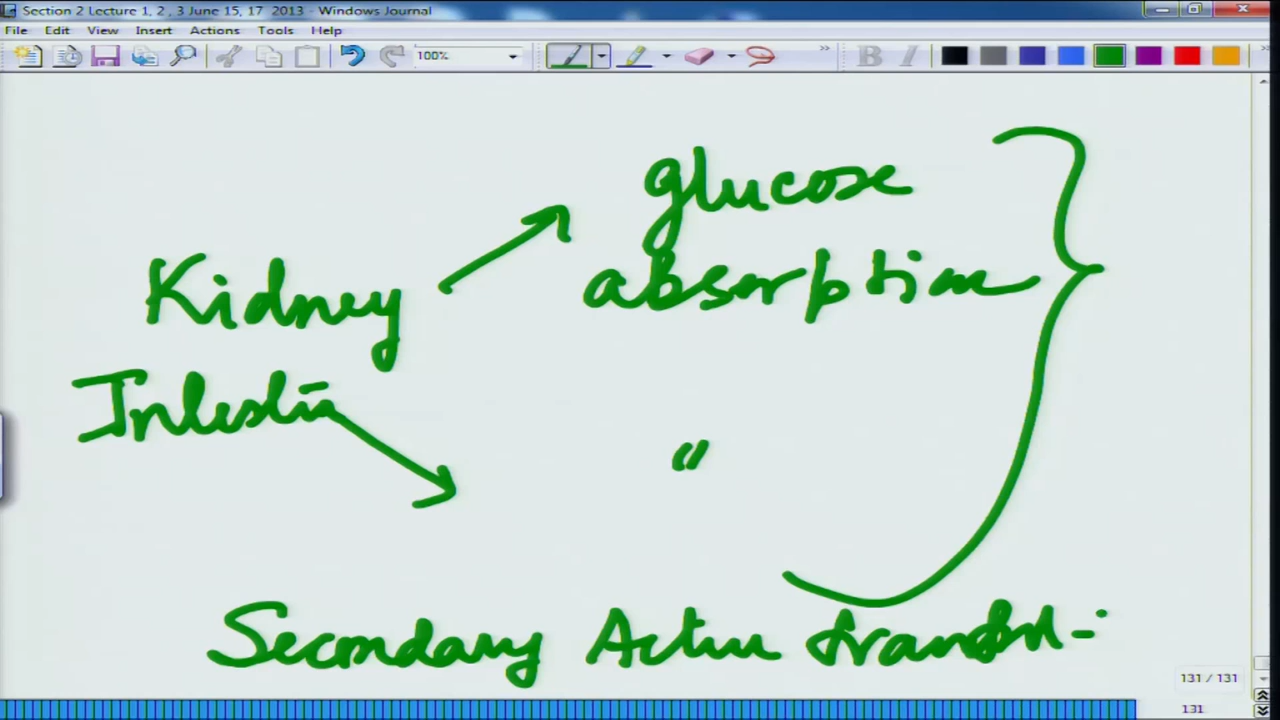 Section 2 Lecture 1, 2 , 3 June 15, 17 2013 - Windows Journal
File Edit View Insert Actions Tools Help
100% B I
glucose
Kidney absorption
Intestin
"
Secondary Active transport
131 / 131
131